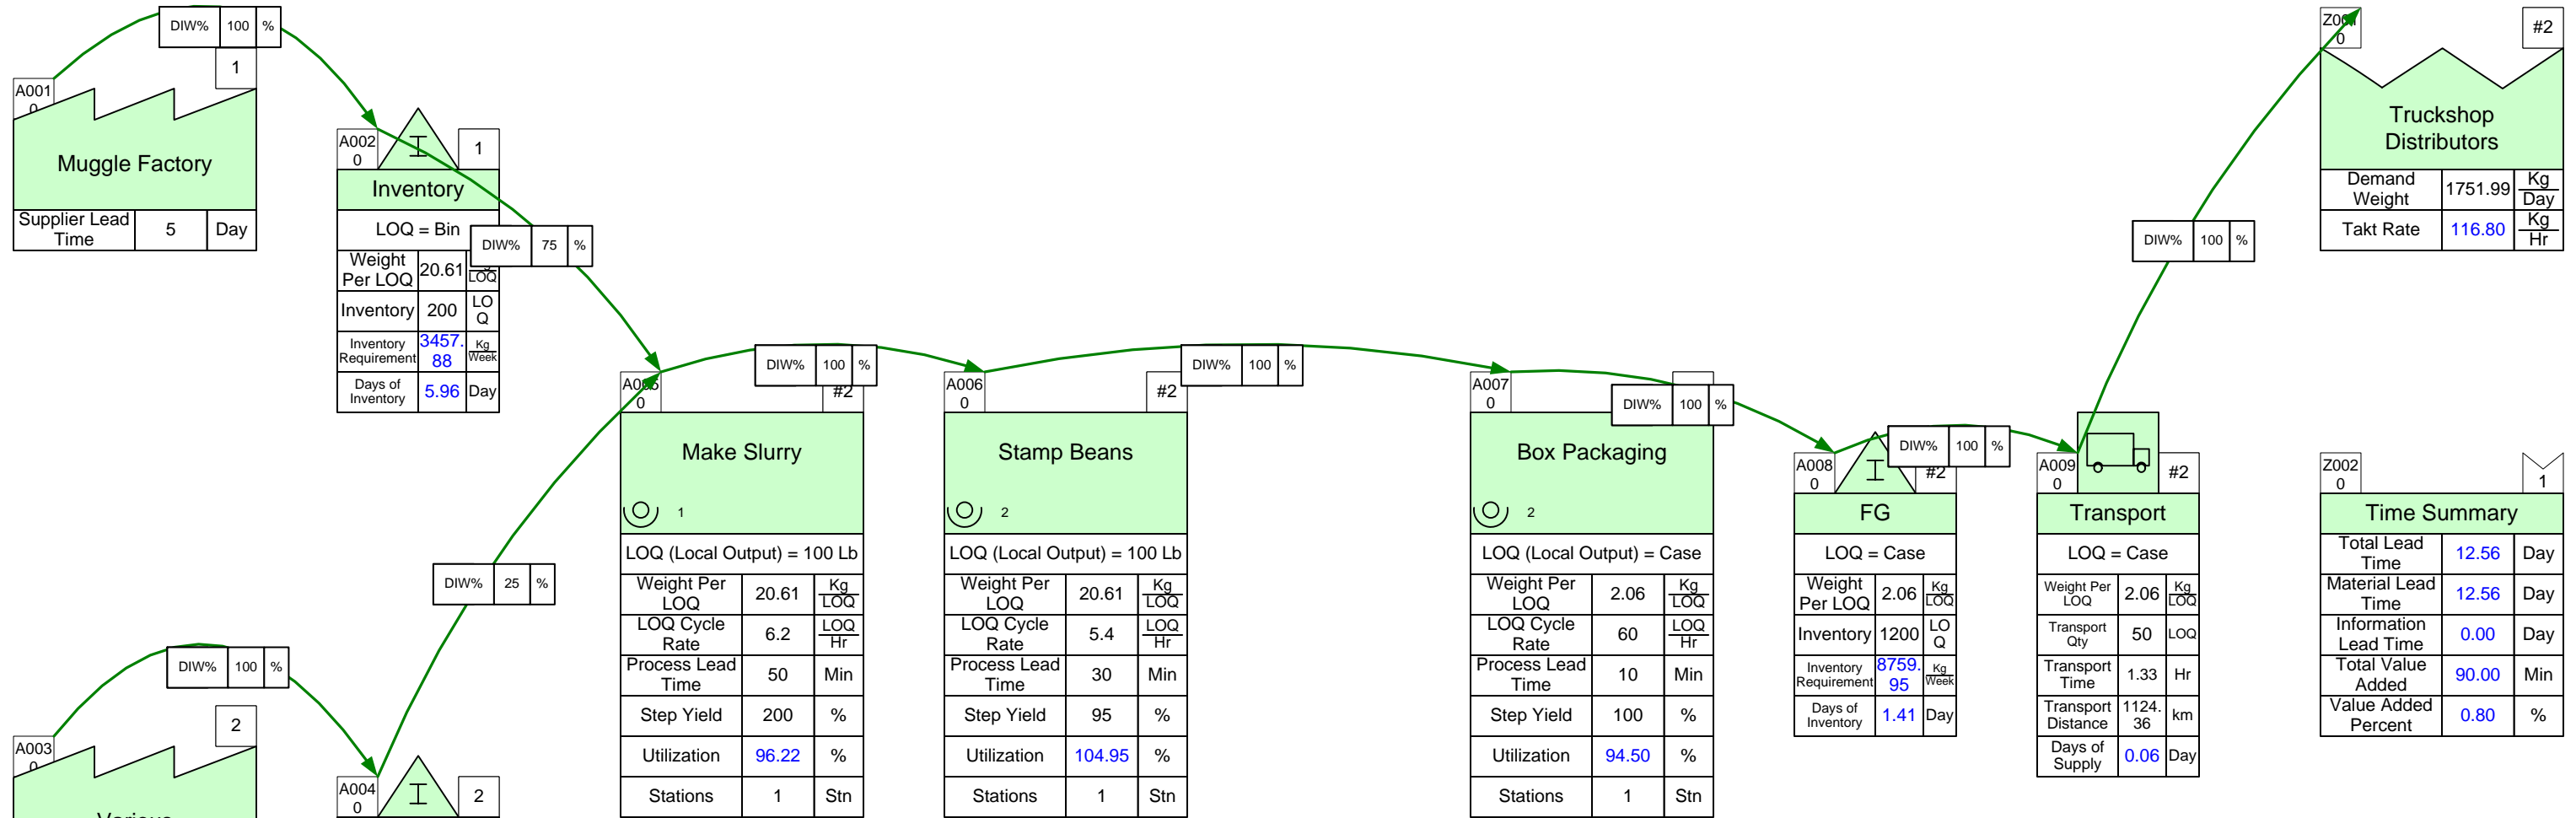 DIW% 100 %
1
A001
0
Muggle Factory
Supplier Lead Time 5 Day
A002
0
1
I
Inventory
LOQ = Bin
Weight Per LOQ 20.61 LOQ
Inventory 200 LOQ
Inventory Requirement 3457.88 Kg Week
Days of Inventory 5.96 Day
DIW% 75 %
DIW% 25 %
DIW% 100 %
2
A003
0
A004
0
I
2
A005
0
#2
Make Slurry
1
LOQ (Local Output) = 100 Lb
Weight Per LOQ 20.61 Kg LOQ
LOQ Cycle Rate 6.2 LOQ Hr
Process Lead Time 50 Min
Step Yield 200 %
Utilization 96.22 %
Stations 1 Stn
DIW% 100 %
A006
0
#2
Stamp Beans
2
LOQ (Local Output) = 100 Lb
Weight Per LOQ 20.61 Kg LOQ
LOQ Cycle Rate 5.4 LOQ Hr
Process Lead Time 30 Min
Step Yield 95 %
Utilization 104.95 %
Stations 1 Stn
DIW% 100 %
A007
0
Box Packaging
2
LOQ (Local Output) = Case
Weight Per LOQ 2.06 Kg LOQ
LOQ Cycle Rate 60 LOQ Hr
Process Lead Time 10 Min
Step Yield 100 %
Utilization 94.50 %
Stations 1 Stn
DIW% 100 %
A008
0
I
#2
FG
LOQ = Case
Weight Per LOQ 2.06 Kg LOQ
Inventory 1200 LOQ
Inventory Requirement 8759.95 Kg Week
Days of Inventory 1.41 Day
DIW% 100 %
A009
0
#2
Transport
LOQ = Case
Weight Per LOQ 2.06 Kg LOQ
Transport Qty 50 LOQ
Transport Time 1.33 Hr
Transport Distance 1124.36 km
Days of Supply 0.06 Day
DIW% 100 %
Z001
0
#2
Truckshop
Distributors
Demand Weight 1751.99 Kg Day
Takt Rate 116.80 Kg Hr
Z002
0
1
Time Summary
Total Lead Time 12.56 Day
Material Lead Time 12.56 Day
Information Lead Time 0.00 Day
Total Value Added 90.00 Min
Value Added Percent 0.80 %